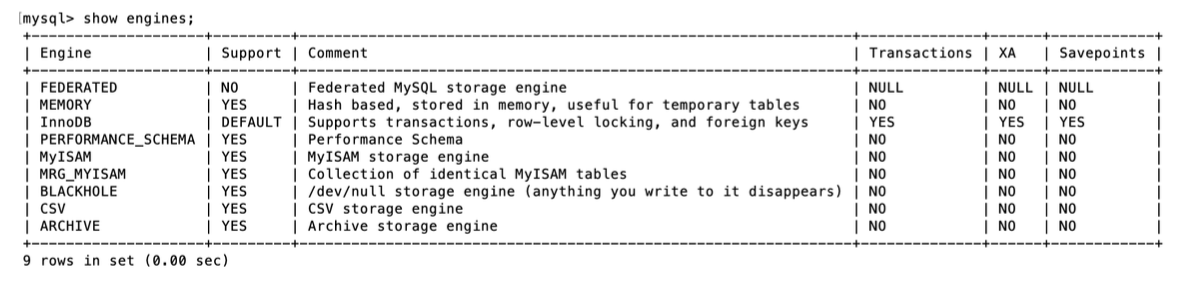 mysql> show engines;
+--------------------+---------+----------------------------------------------------------------+--------------+------+------------+
| Engine             | Support | Comment                                                        | Transactions | XA   | Savepoints |
+--------------------+---------+----------------------------------------------------------------+--------------+------+------------+
| FEDERATED          | NO      | Federated MySQL storage engine                                 | NULL         | NULL | NULL       |
| MEMORY             | YES     | Hash based, stored in memory, useful for temporary tables      | NO           | NO   | NO         |
| InnoDB             | DEFAULT | Supports transactions, row-level locking, and foreign keys     | YES          | YES  | YES        |
| PERFORMANCE_SCHEMA | YES     | Performance Schema                                             | NO           | NO   | NO         |
| MyISAM             | YES     | MyISAM storage engine                                          | NO           | NO   | NO         |
| MRG_MYISAM         | YES     | Collection of identical MyISAM tables                          | NO           | NO   | NO         |
| BLACKHOLE          | YES     | /dev/null storage engine (anything you write to it disappears) | NO           | NO   | NO         |
| CSV                | YES     | CSV storage engine                                             | NO           | NO   | NO         |
| ARCHIVE            | YES     | Archive storage engine                                         | NO           | NO   | NO         |
+--------------------+---------+----------------------------------------------------------------+--------------+------+------------+
9 rows in set (0.00 sec)